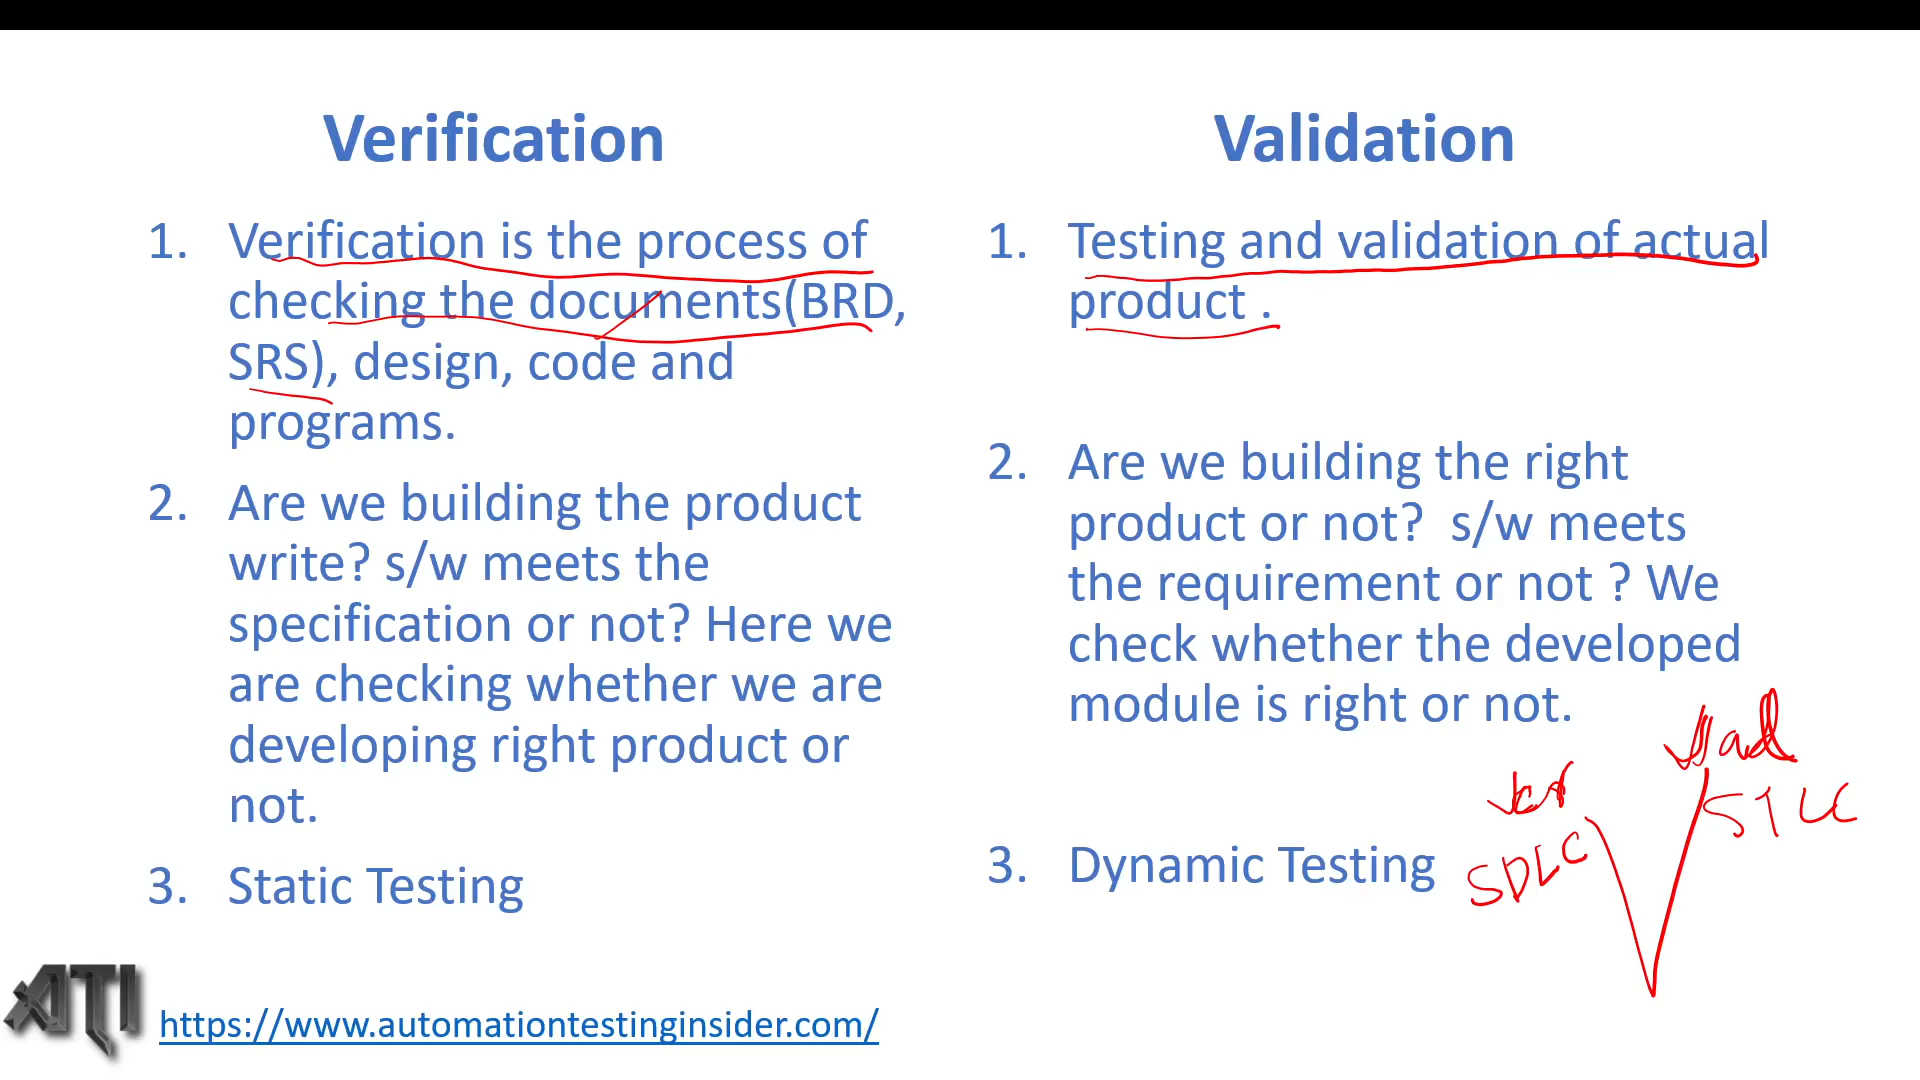 Verification
1. Verification is the process of
checking the documents(BRD,
SRS), design, code and
programs.
2. Are we building the product
write? s/w meets the
specification or not? Here we
are checking whether we are
developing right product or
not.
3. Static Testing
Validation
1. Testing and validation of actual
product .
2. Are we building the right
product or not? s/w meets
the requirement or not ? We
check whether the developed
module is right or not.
3. Dynamic Testing
Ver
SDLC
Val
STLC
ATI
https://www.automationtestinginsider.com/